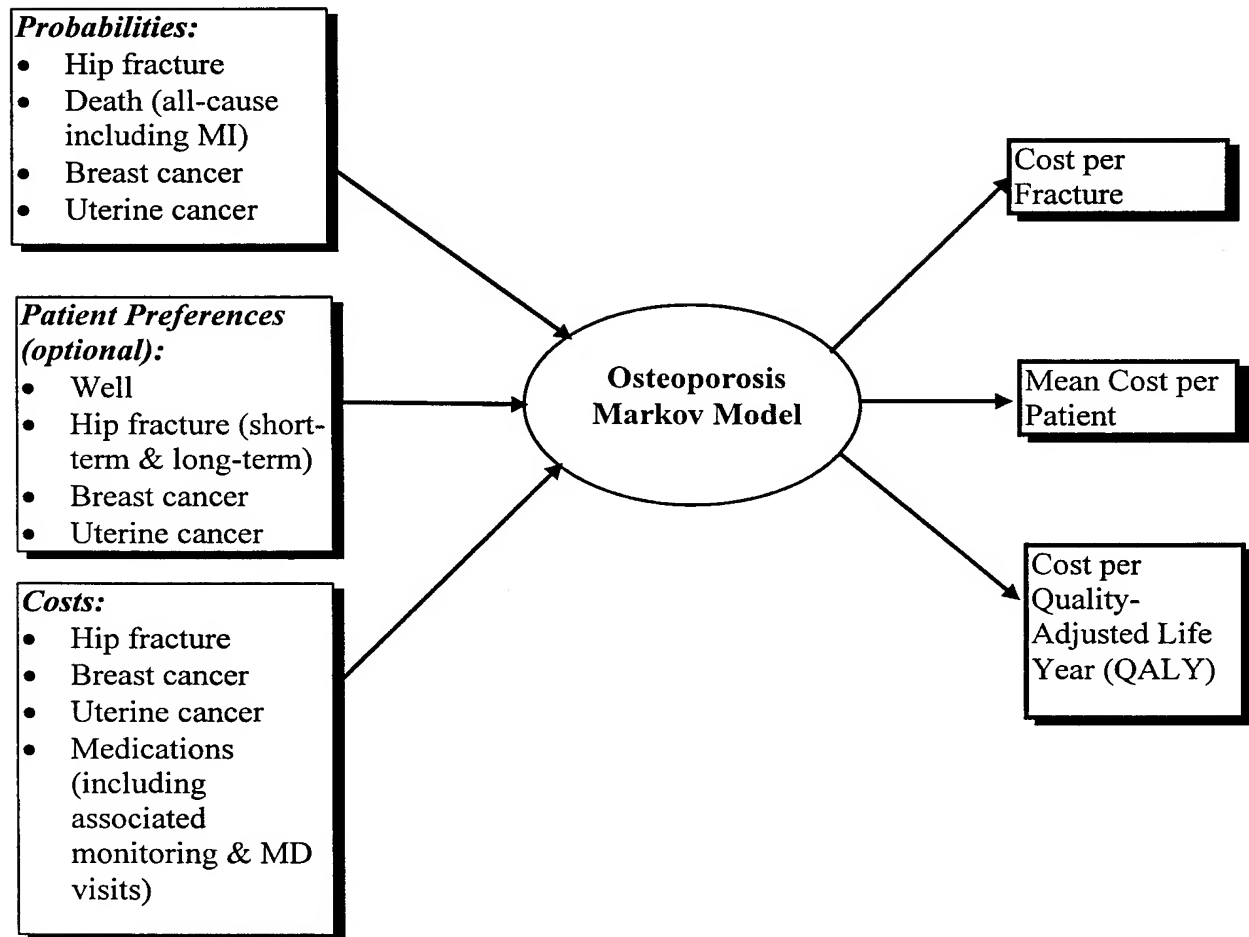 Probabilities:
• Hip fracture
• Death (all-cause
including MI)
• Breast cancer
• Uterine cancer
Patient Preferences
(optional):
• Well
• Hip fracture (short-
term & long-term)
• Breast cancer
• Uterine cancer
Costs:
• Hip fracture
• Breast cancer
• Uterine cancer
• Medications
(including
associated
monitoring & MD
visits)
Osteoporosis
Markov Model
Cost per
Fracture
Mean Cost per
Patient
Cost per
Quality-
Adjusted Life
Year (QALY)